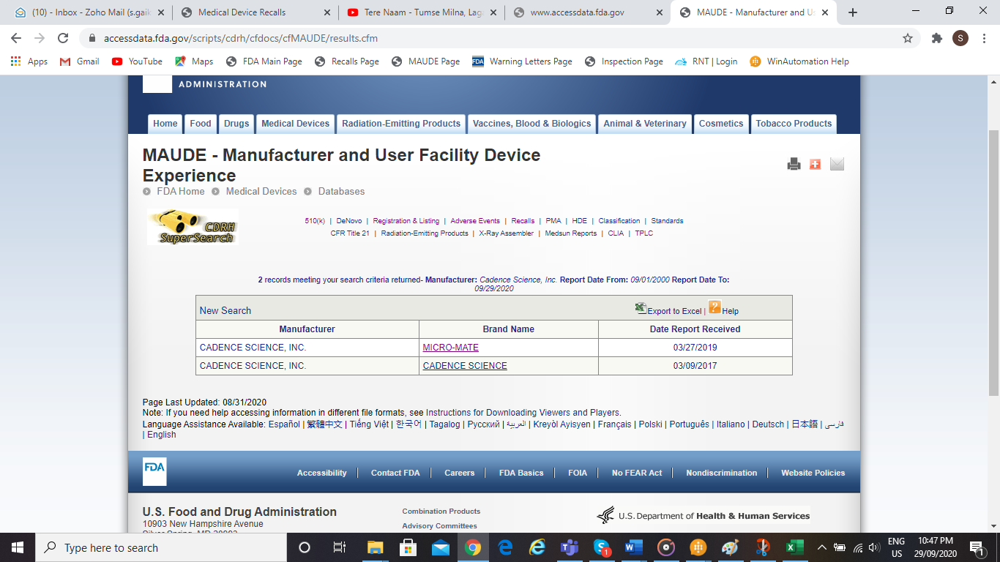 (10) - Inbox - Zoho Mail (s.gaik
Medical Device Recalls
Tere Naam - Tumse Milna, Laga
www.accessdata.fda.gov
MAUDE - Manufacturer and Us
accessdata.fda.gov/scripts/cdrh/cfdocs/cfMAUDE/results.cfm
S
Apps Gmail YouTube Maps FDA Main Page Recalls Page MAUDE Page FDA Warning Letters Page Inspection Page RNT | Login WinAutomation Help
ADMINISTRATION
Home Food Drugs Medical Devices Radiation-Emitting Products Vaccines, Blood & Biologics Animal & Veterinary Cosmetics Tobacco Products
MAUDE - Manufacturer and User Facility Device
Experience
FDA Home Medical Devices Databases
CDRH
SuperSearch
510(k) | DeNovo | Registration & Listing | Adverse Events | Recalls | PMA | HDE | Classification | Standards
CFR Title 21 | Radiation-Emitting Products | X-Ray Assembler | Medsun Reports | CLIA | TPLC
2 records meeting your search criteria returned- Manufacturer: Cadence Science, Inc. Report Date From: 09/01/2000 Report Date To:
09/29/2020
New Search Export to Excel | ? Help
Manufacturer Brand Name Date Report Received
CADENCE SCIENCE, INC. MICRO-MATE 03/27/2019
CADENCE SCIENCE, INC. CADENCE SCIENCE 03/09/2017
Page Last Updated: 08/31/2020
Note: If you need help accessing information in different file formats, see Instructions for Downloading Viewers and Players.
Language Assistance Available: Español | 繁體中文 | Tiếng Việt | 한국어 | Tagalog | Русский | العربية | Kreyòl Ayisyen | Français | Polski | Português | Italiano | Deutsch | 日本語 | فارسی
| English
FDA Accessibility Contact FDA Careers FDA Basics FOIA No FEAR Act Nondiscrimination Website Policies
U.S. Food and Drug Administration
10903 New Hampshire Avenue
Combination Products
Advisory Committees
U.S. Department of Health & Human Services
Type here to search
1
ENG
US
10:47 PM
29/09/2020
1